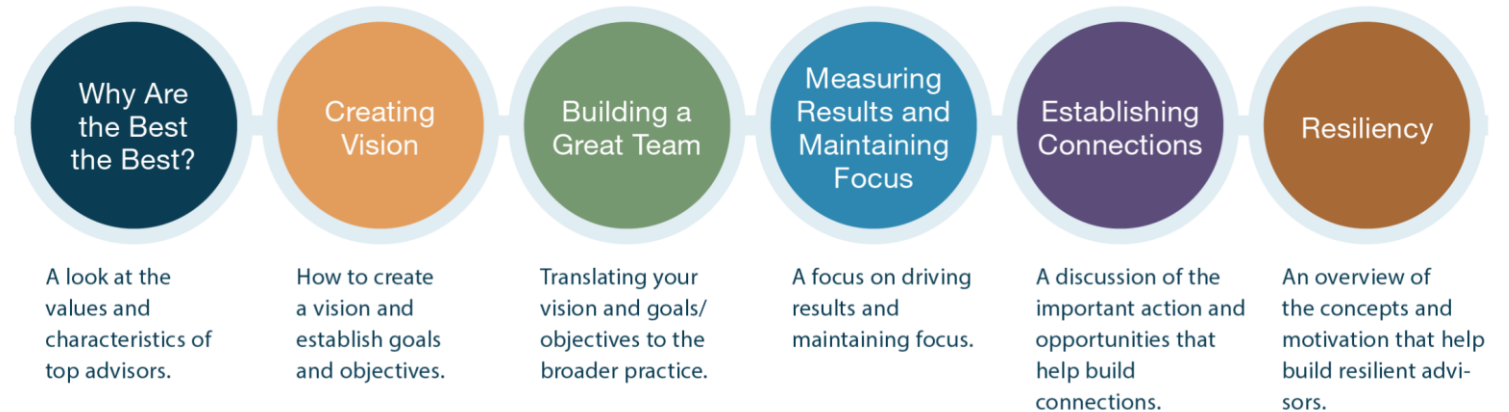 Why Are
the Best
the Best?
Creating
Vision
Building a
Great Team
Measuring
Results and
Maintaining
Focus
Establishing
Connections
Resiliency
A look at the
values and
characteristics of
top advisors.
How to create
a vision and
establish goals
and objectives.
Translating your
vision and goals/
objectives to the
broader practice.
A focus on driving
results and
maintaining focus.
A discussion of the
important action and
opportunities that
help build
connections.
An overview of
the concepts and
motivation that help
build resilient advi-
sors.